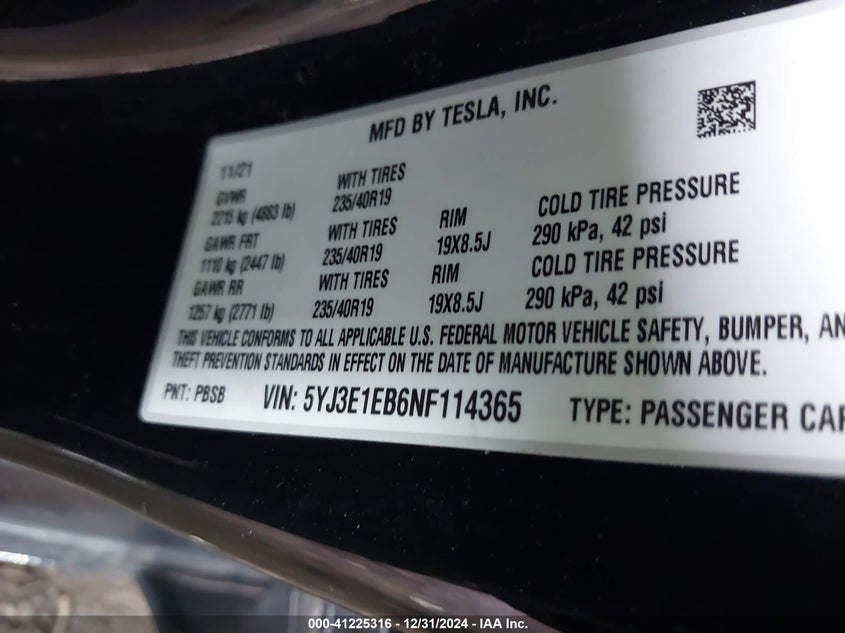 MFD BY TESLA, INC.
11/21
GVWR
2215 kg (4883 lb)
WITH TIRES
235/40R19
GAWR FRT
1110 kg (2447 lb)
WITH TIRES
235/40R19
RIM
19X8.5J
COLD TIRE PRESSURE
290 kPa, 42 psi
GAWR RR
1257 kg (2771 lb)
WITH TIRES
235/40R19
RIM
19X8.5J
COLD TIRE PRESSURE
290 kPa, 42 psi
THIS VEHICLE CONFORMS TO ALL APPLICABLE U.S. FEDERAL MOTOR VEHICLE SAFETY, BUMPER, AN
THEFT PREVENTION STANDARDS IN EFFECT ON THE DATE OF MANUFACTURE SHOWN ABOVE.
PNT: PBSB VIN: 5YJ3E1EB6NF114365 TYPE: PASSENGER CAR
000-41225316 - 12/31/2024 - IAA Inc.